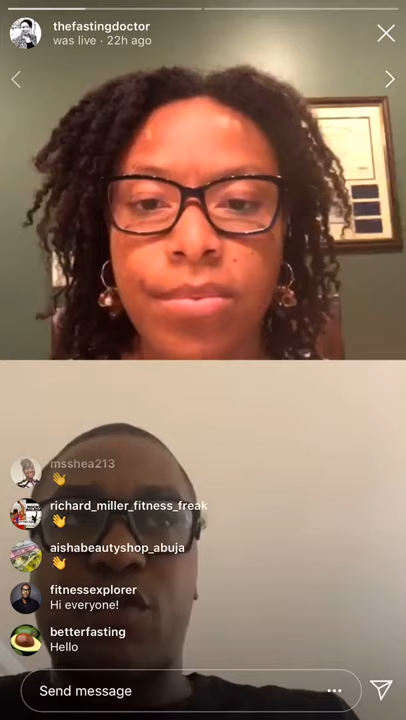 thefastingdoctor
was live · 22h ago
msshea213
👋
richard_miller_fitness_freak
👋
aishabeautyshop_abuja
👋
fitnessexplorer
Hi everyone!
betterfasting
Hello
Send message